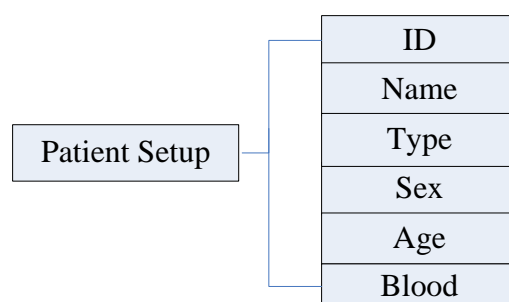 Patient Setup
ID
Name
Type
Sex
Age
Blood